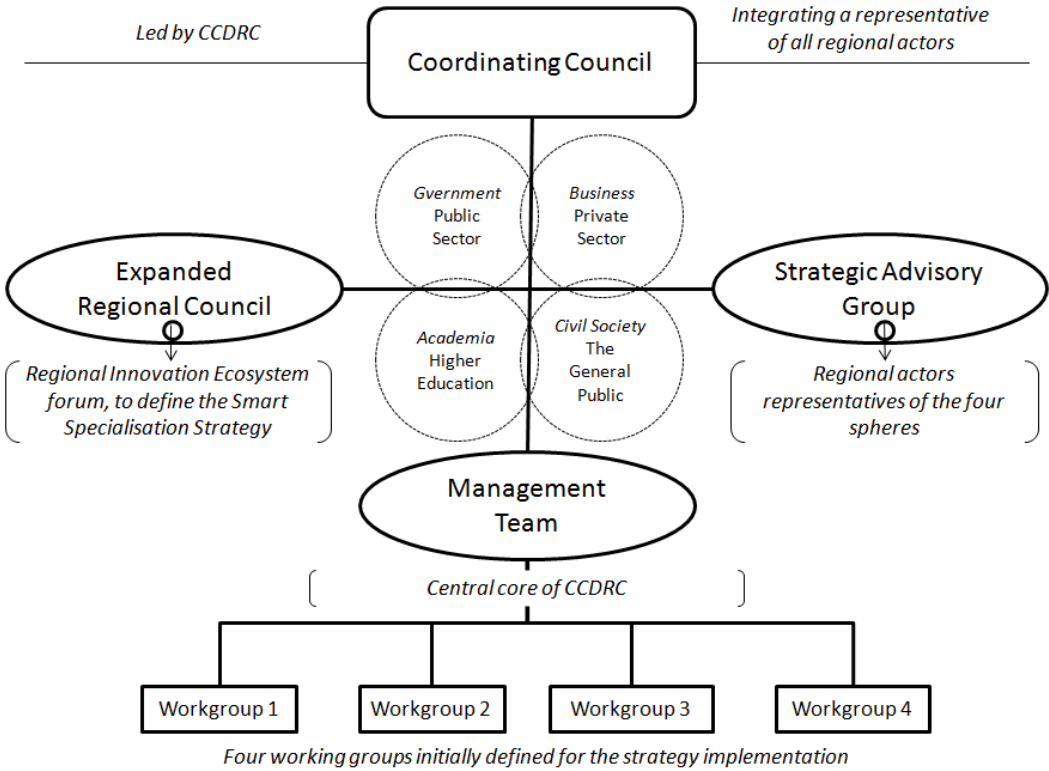 Led by CCDRC
Coordinating Council
Integrating a representative
of all regional actors
Gvernment
Public
Sector
Business
Private
Sector
Expanded
Regional Council
Strategic Advisory
Group
Academia
Higher
Education
Civil Society
The
General
Public
Regional Innovation Ecosystem
forum, to define the Smart
Specialisation Strategy
Regional actors
representatives of the four
spheres
Management
Team
Central core of CCDRC
Workgroup 1
Workgroup 2
Workgroup 3
Workgroup 4
Four working groups initially defined for the strategy implementation